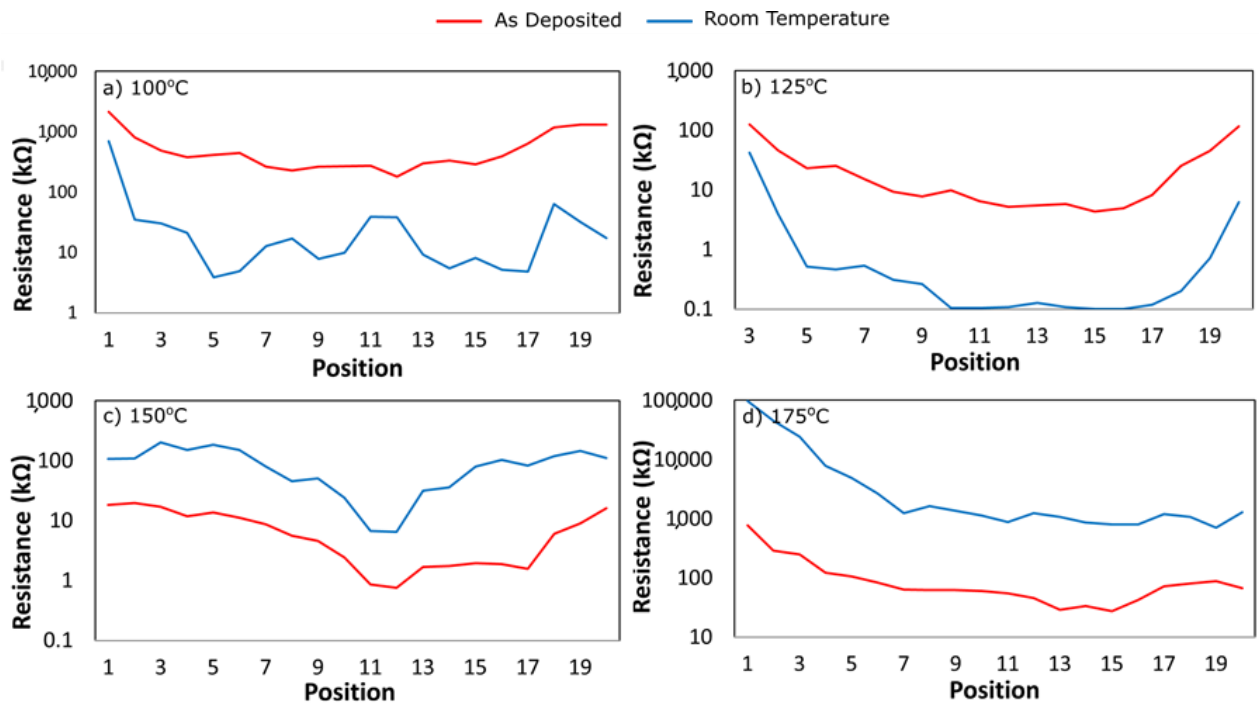 As Deposited Room Temperature
a) 100°C
Resistance (kΩ)
10,000
1000
100
10
1
1 3 5 7 9 11 13 15 17 19
Position
b) 125°C
Resistance (kΩ)
1,000
100
10
1
0.1
3 5 7 9 11 13 15 17 19
Position
c) 150°C
Resistance (kΩ)
1,000
100
10
1
0.1
1 3 5 7 9 11 13 15 17 19
Position
d) 175°C
Resistance (kΩ)
100,000
10,000
1000
100
10
1 3 5 7 9 11 13 15 17 19
Position